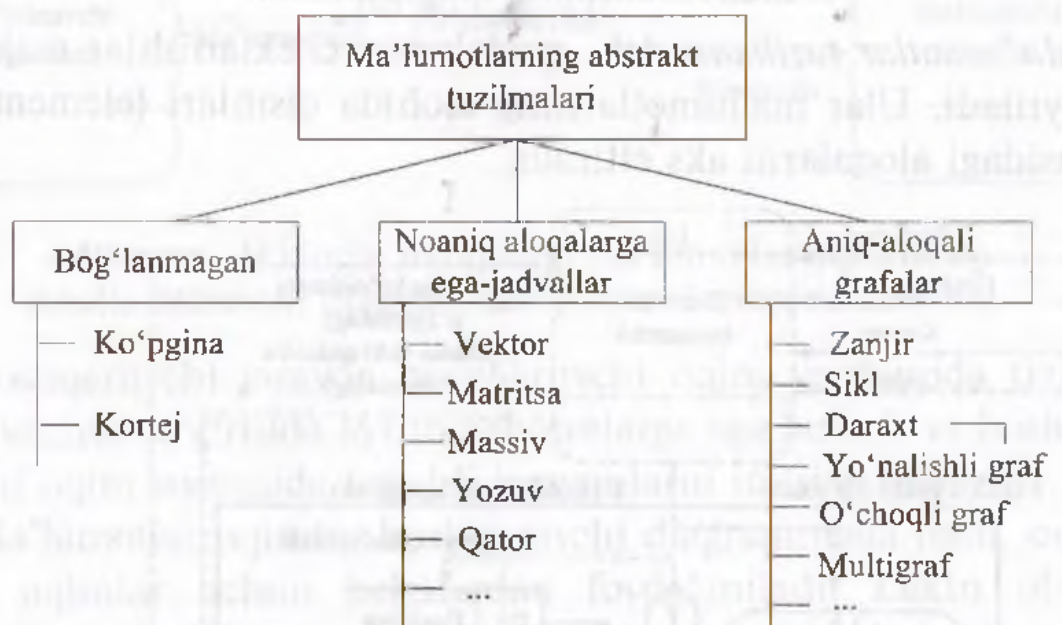 Ma'lumotlarning abstrakt
tuzilmalari
Bog‘lanmagan
Ko‘pgina
Kortej
Noaniq aloqalarga
ega-jadvallar
Vektor
Matritsa
Massiv
Yozuv
Qator
...
Aniq-aloqali
grafalar
Zanjir
Sikl
Daraxt
Yo‘nalishli graf
O‘choqli graf
Multigraf
...